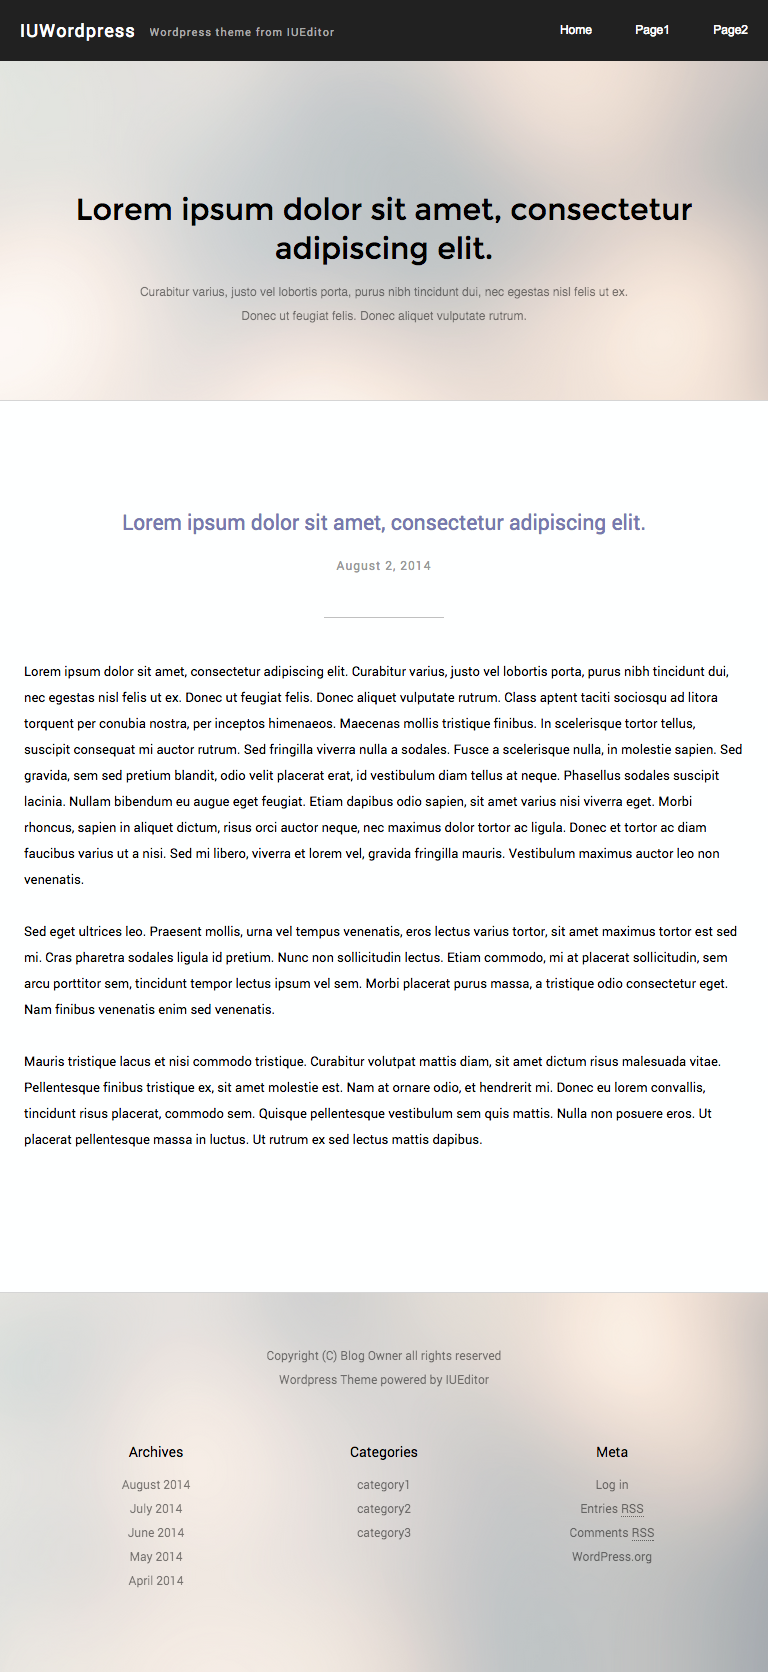 IUWordpress Wordpress theme from IUEditor Home Page1 Page2
Lorem ipsum dolor sit amet, consectetur
adipiscing elit.
Curabitur varius, justo vel lobortis porta, purus nibh tincidunt dui, nec egestas nisl felis ut ex.
Donec ut feugiat felis. Donec aliquet vulputate rutrum.
Lorem ipsum dolor sit amet, consectetur adipiscing elit.
August 2, 2014
Lorem ipsum dolor sit amet, consectetur adipiscing elit. Curabitur varius, justo vel lobortis porta, purus nibh tincidunt dui,
nec egestas nisl felis ut ex. Donec ut feugiat felis. Donec aliquet vulputate rutrum. Class aptent taciti sociosqu ad litora
torquent per conubia nostra, per inceptos himenaeos. Maecenas mollis tristique finibus. In scelerisque tortor tellus,
suscipit consequat mi auctor rutrum. Sed fringilla viverra nulla a sodales. Fusce a scelerisque nulla, in molestie sapien. Sed
gravida, sem sed pretium blandit, odio velit placerat erat, id vestibulum diam tellus at neque. Phasellus sodales suscipit
lacinia. Nullam bibendum eu augue eget feugiat. Etiam dapibus odio sapien, sit amet varius nisi viverra eget. Morbi
rhoncus, sapien in aliquet dictum, risus orci auctor neque, nec maximus dolor tortor ac ligula. Donec et tortor ac diam
faucibus varius ut a nisi. Sed mi libero, viverra et lorem vel, gravida fringilla mauris. Vestibulum maximus auctor leo non
venenatis.
Sed eget ultrices leo. Praesent mollis, urna vel tempus venenatis, eros lectus varius tortor, sit amet maximus tortor est sed
mi. Cras pharetra sodales ligula id pretium. Nunc non sollicitudin lectus. Etiam commodo, mi at placerat sollicitudin, sem
arcu porttitor sem, tincidunt tempor lectus ipsum vel sem. Morbi placerat purus massa, a tristique odio consectetur eget.
Nam finibus venenatis enim sed venenatis.
Mauris tristique lacus et nisi commodo tristique. Curabitur volutpat mattis diam, sit amet dictum risus malesuada vitae.
Pellentesque finibus tristique ex, sit amet molestie est. Nam at ornare odio, et hendrerit mi. Donec eu lorem convallis,
tincidunt risus placerat, commodo sem. Quisque pellentesque vestibulum sem quis mattis. Nulla non posuere eros. Ut
placerat pellentesque massa in luctus. Ut rutrum ex sed lectus mattis dapibus.
Copyright (C) Blog Owner all rights reserved
Wordpress Theme powered by IUEditor
Archives
August 2014
July 2014
June 2014
May 2014
April 2014
Categories
category1
category2
category3
Meta
Log in
Entries RSS
Comments RSS
WordPress.org